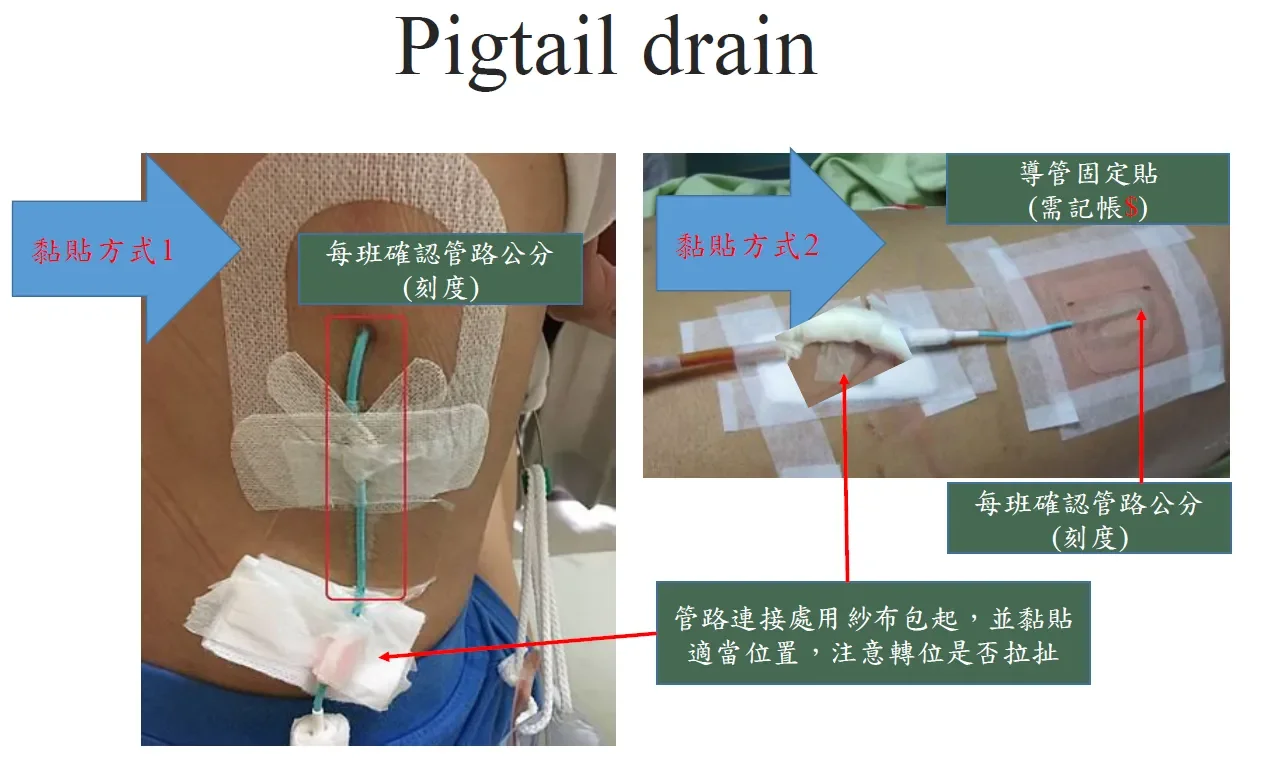 Pigtail drain
黏貼方式1
每班確認管路公分
(刻度)
黏貼方式2
導管固定貼
(需記帳$)
每班確認管路公分
(刻度)
管路連接處用紗布包起，並黏貼
適當位置，注意轉位是否拉扯